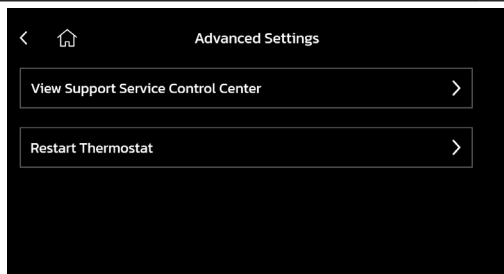 Advanced Settings
View Support Service Control Center
Restart Thermostat